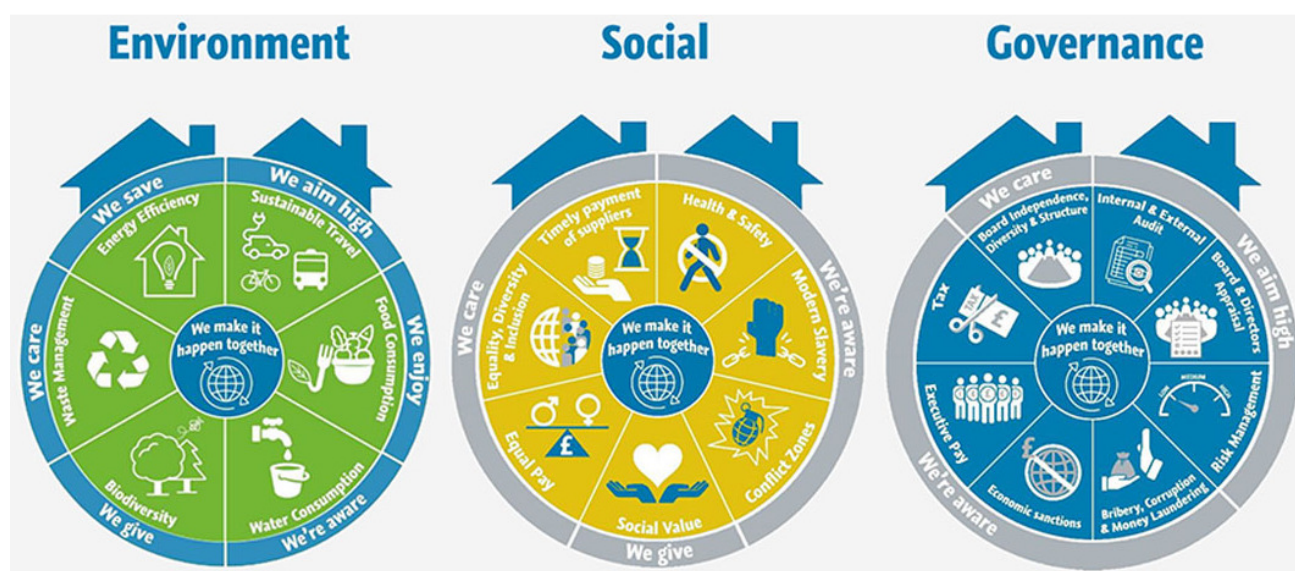 Environment
Social
Governance
We save
We aim high
We enjoy
We're aware
We give
We care
Energy Efficiency
Sustainable Travel
Food Consumption
Water Consumption
Biodiversity
Waste Management
We make it
happen together
We care
We're aware
We give
Timely payment
of suppliers
Health & Safety
Modern Slavery
Conflict Zones
Social Value
Equal Pay
£
Equality, Diversity
& Inclusion
We make it
happen together
We care
We aim high
We're aware
Board Independence,
Diversity & Structure
Internal & External
Audit
Board & Directors
Appraisal
Risk Management
LOW
MEDIUM
HIGH
Bribery, Corruption
& Money Laundering
Economic sanctions
£
Executive Pay
Tax
TAX
£
We make it
happen together